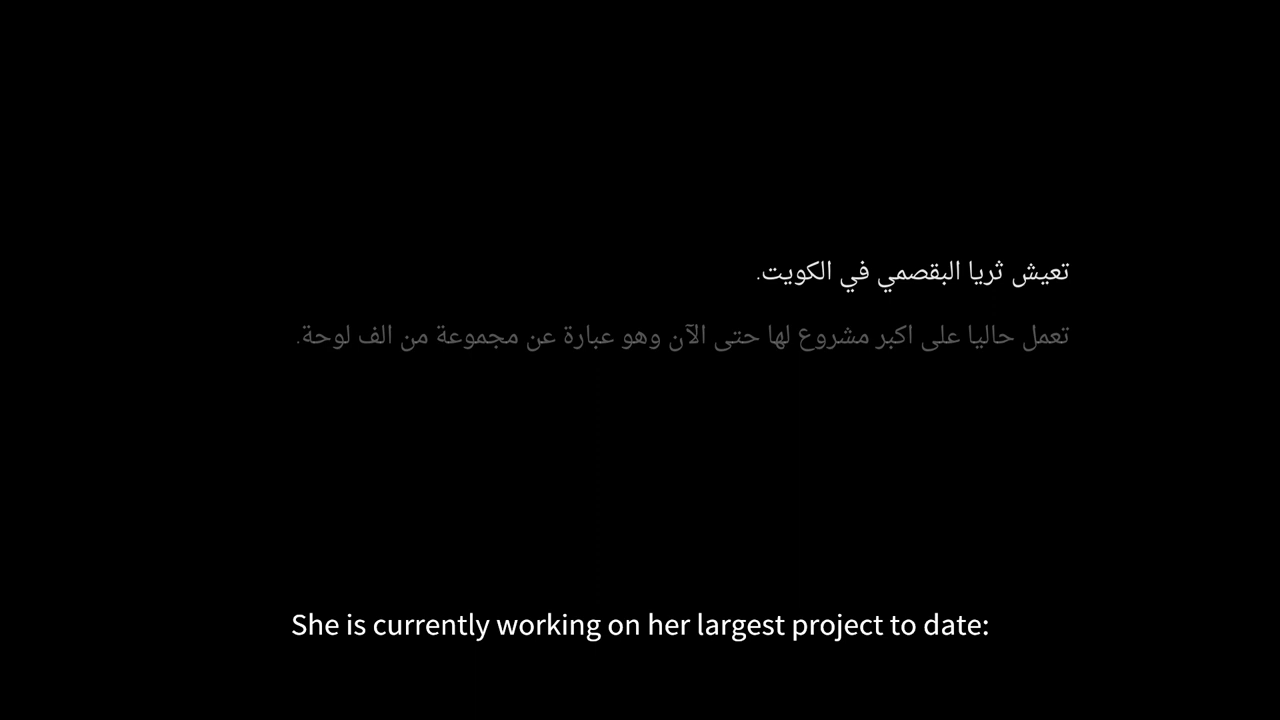 تعيش ثريا البقصمي في الكويت.
تعمل حاليا على اكبر مشروع لها حتى الآن وهو عبارة عن مجموعة من الف لوحة.
She is currently working on her largest project to date: